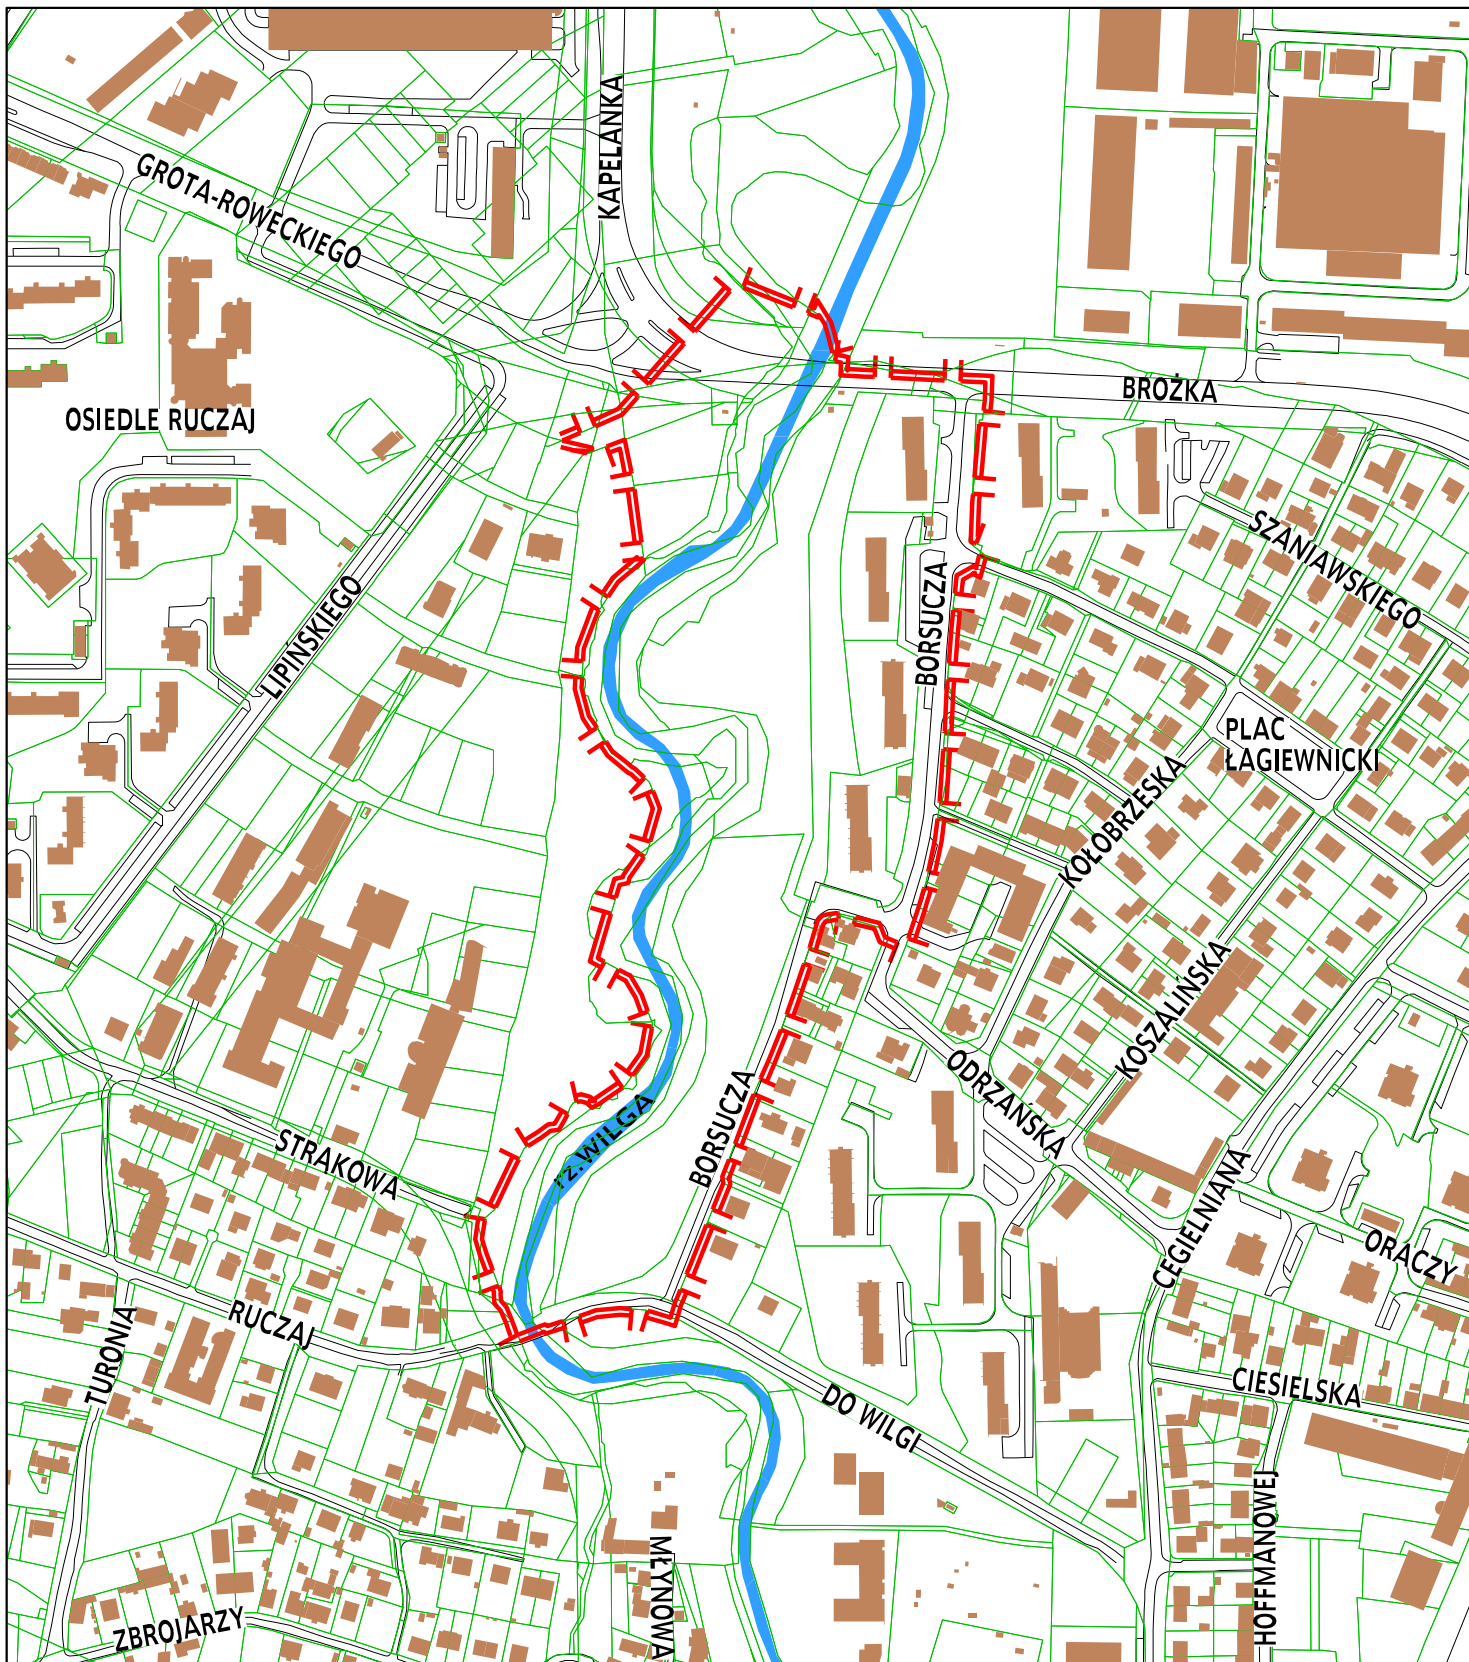 KAPELANKA
GROTA-ROWECKIEGO
BROŻKA
OSIEDLE RUCZAJ
SZANIAWSKIEGO
LIPIŃSKIEGO
BORSUCZA
PLAC
ŁAGIEWNICKI
KOŁOBRZESKA
KOSZALIŃSKA
ODRZAŃSKA
BORSUCZA
rz.WILGA
STRAKOWA
CEGIELNIANA
ORACZY
RUCZAJ
TURONIA
CIESIELSKA
DO WILGI
HOFFMANOWEJ
MŁYNOWA
ZBROJARZY